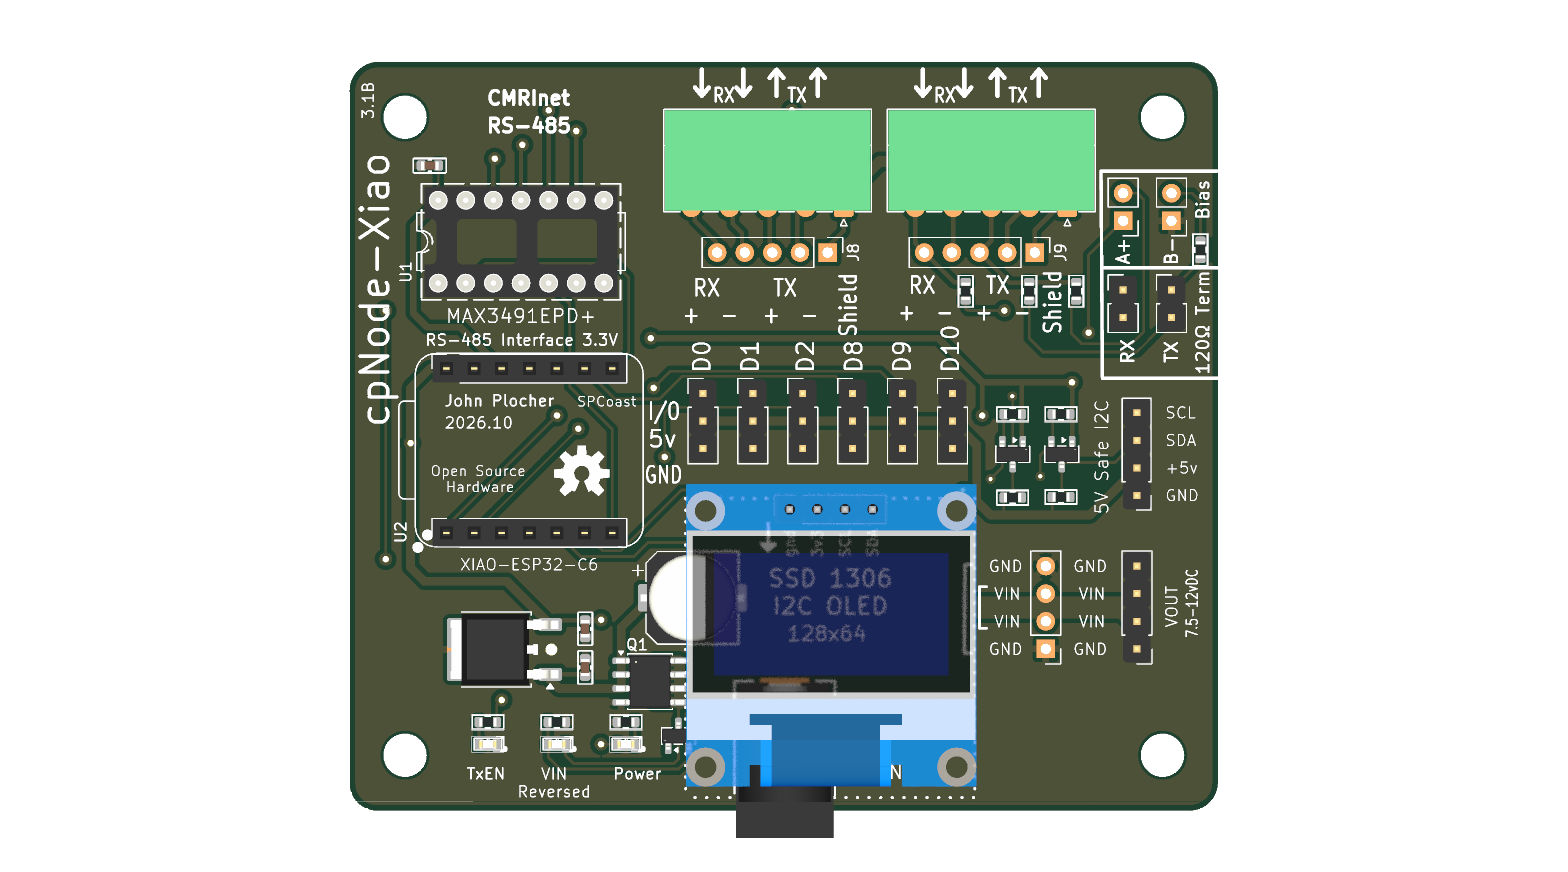 3.1B
cpNode-Xiao
CMRInet
RS-485
RX TX
RX TX
U1
MAX3491EPD+
RS-485 Interface 3.3V
J8
RX TX
+ - + -
Shield
J9
RX TX
+ - + -
Shield
A+ B- Bias
RX TX 120Ω Term
D0 D1 D2 D8 D9 D10
I/O
5v
GND
John Plocher
SPCoast
2026.10
Open Source
Hardware
U2
XIAO-ESP32-C6
5V Safe I2C
SCL
SDA
+5v
GND
gnd 3v3 SCL SDA
SSD 1306
I2C OLED
128x64
+
GND GND
VIN VIN
VIN VIN
GND GND
VOUT
7.5-12vDC
Q1
TxEN
VIN
Reversed
Power
N